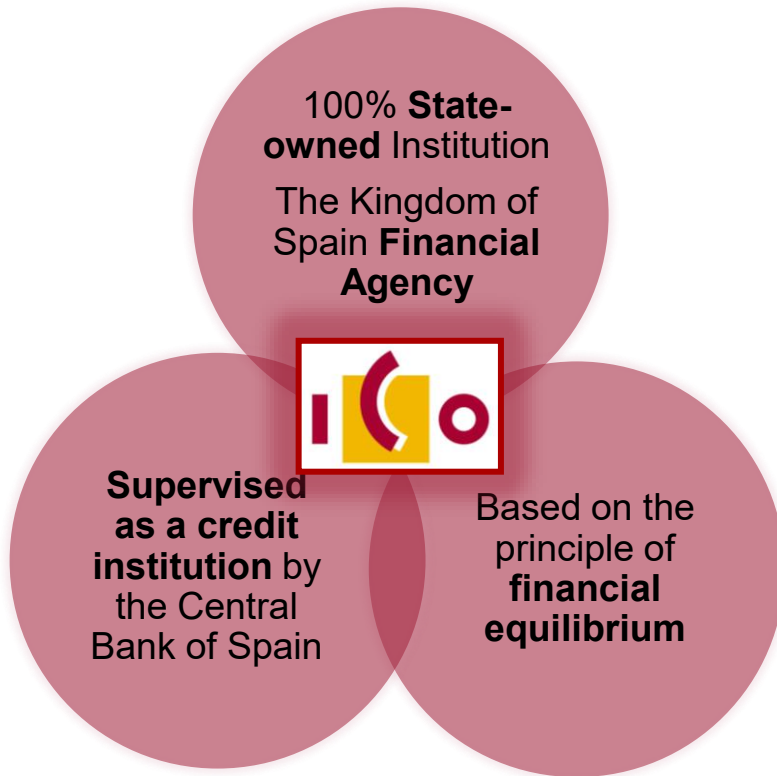 100% State-
owned Institution
The Kingdom of
Spain Financial
Agency
ICO
Supervised
as a credit
institution by
the Central
Bank of Spain
Based on the
principle of
financial
equilibrium